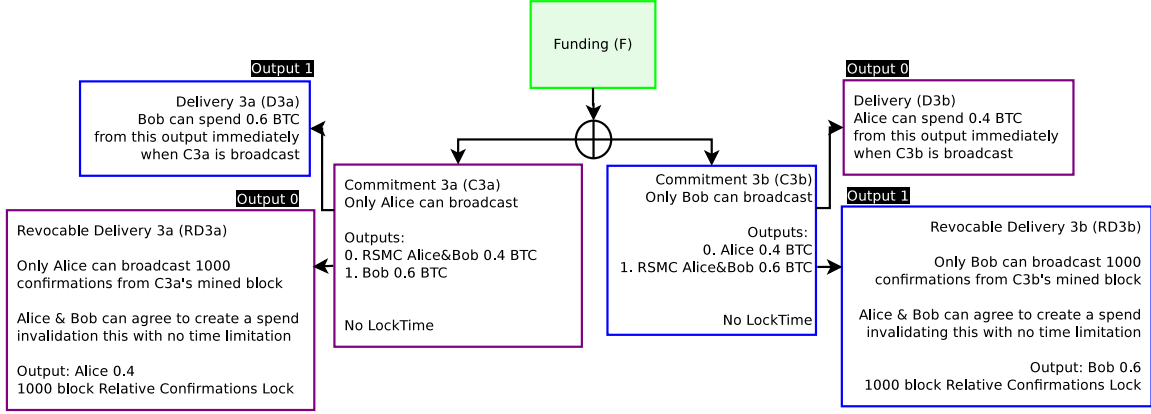 Funding (F)
Output 1
Delivery 3a (D3a)
Bob can spend 0.6 BTC
from this output immediately
when C3a is broadcast
Output 0
Delivery (D3b)
Alice can spend 0.4 BTC
from this output immediately
when C3b is broadcast
Output 0
Revocable Delivery 3a (RD3a)
Only Alice can broadcast 1000
confirmations from C3a's mined block
Alice & Bob can agree to create a spend
invalidation this with no time limitation
Output: Alice 0.4
1000 block Relative Confirmations Lock
Commitment 3a (C3a)
Only Alice can broadcast
Outputs:
0. RSMC Alice&Bob 0.4 BTC
1. Bob 0.6 BTC
No LockTime
Commitment 3b (C3b)
Only Bob can broadcast
Outputs:
0. Alice 0.4 BTC
1. RSMC Alice&Bob 0.6 BTC
No LockTime
Output 1
Revocable Delivery 3b (RD3b)
Only Bob can broadcast 1000
confirmations from C3b's mined block
Alice & Bob can agree to create a spend
invalidating this with no time limitation
Output: Bob 0.6
1000 block Relative Confirmations Lock